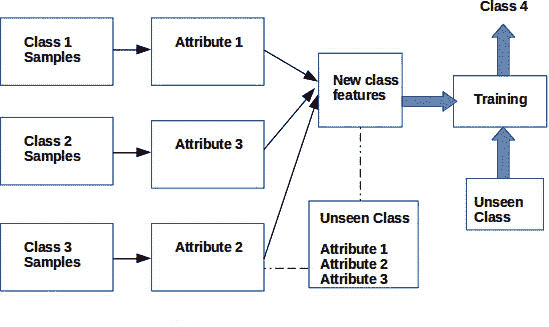 Class 4
Class 1
Samples
Attribute 1
New class
features
Training
Class 2
Samples
Attribute 3
Unseen
Class
Class 3
Samples
Attribute 2
Unseen Class
Attribute 1
Attribute 2
Attribute 3